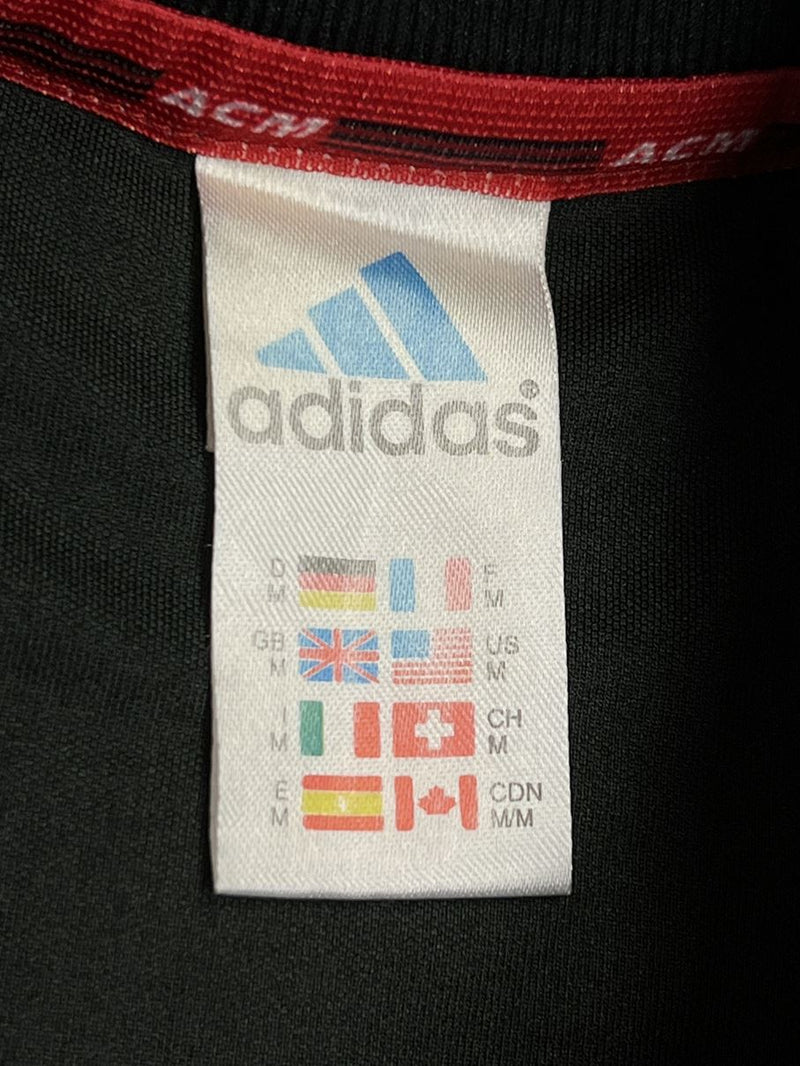 ACM ACM
adidas®
D F
M M
GB US
M M
I CH
M M
E CDN
M M/M